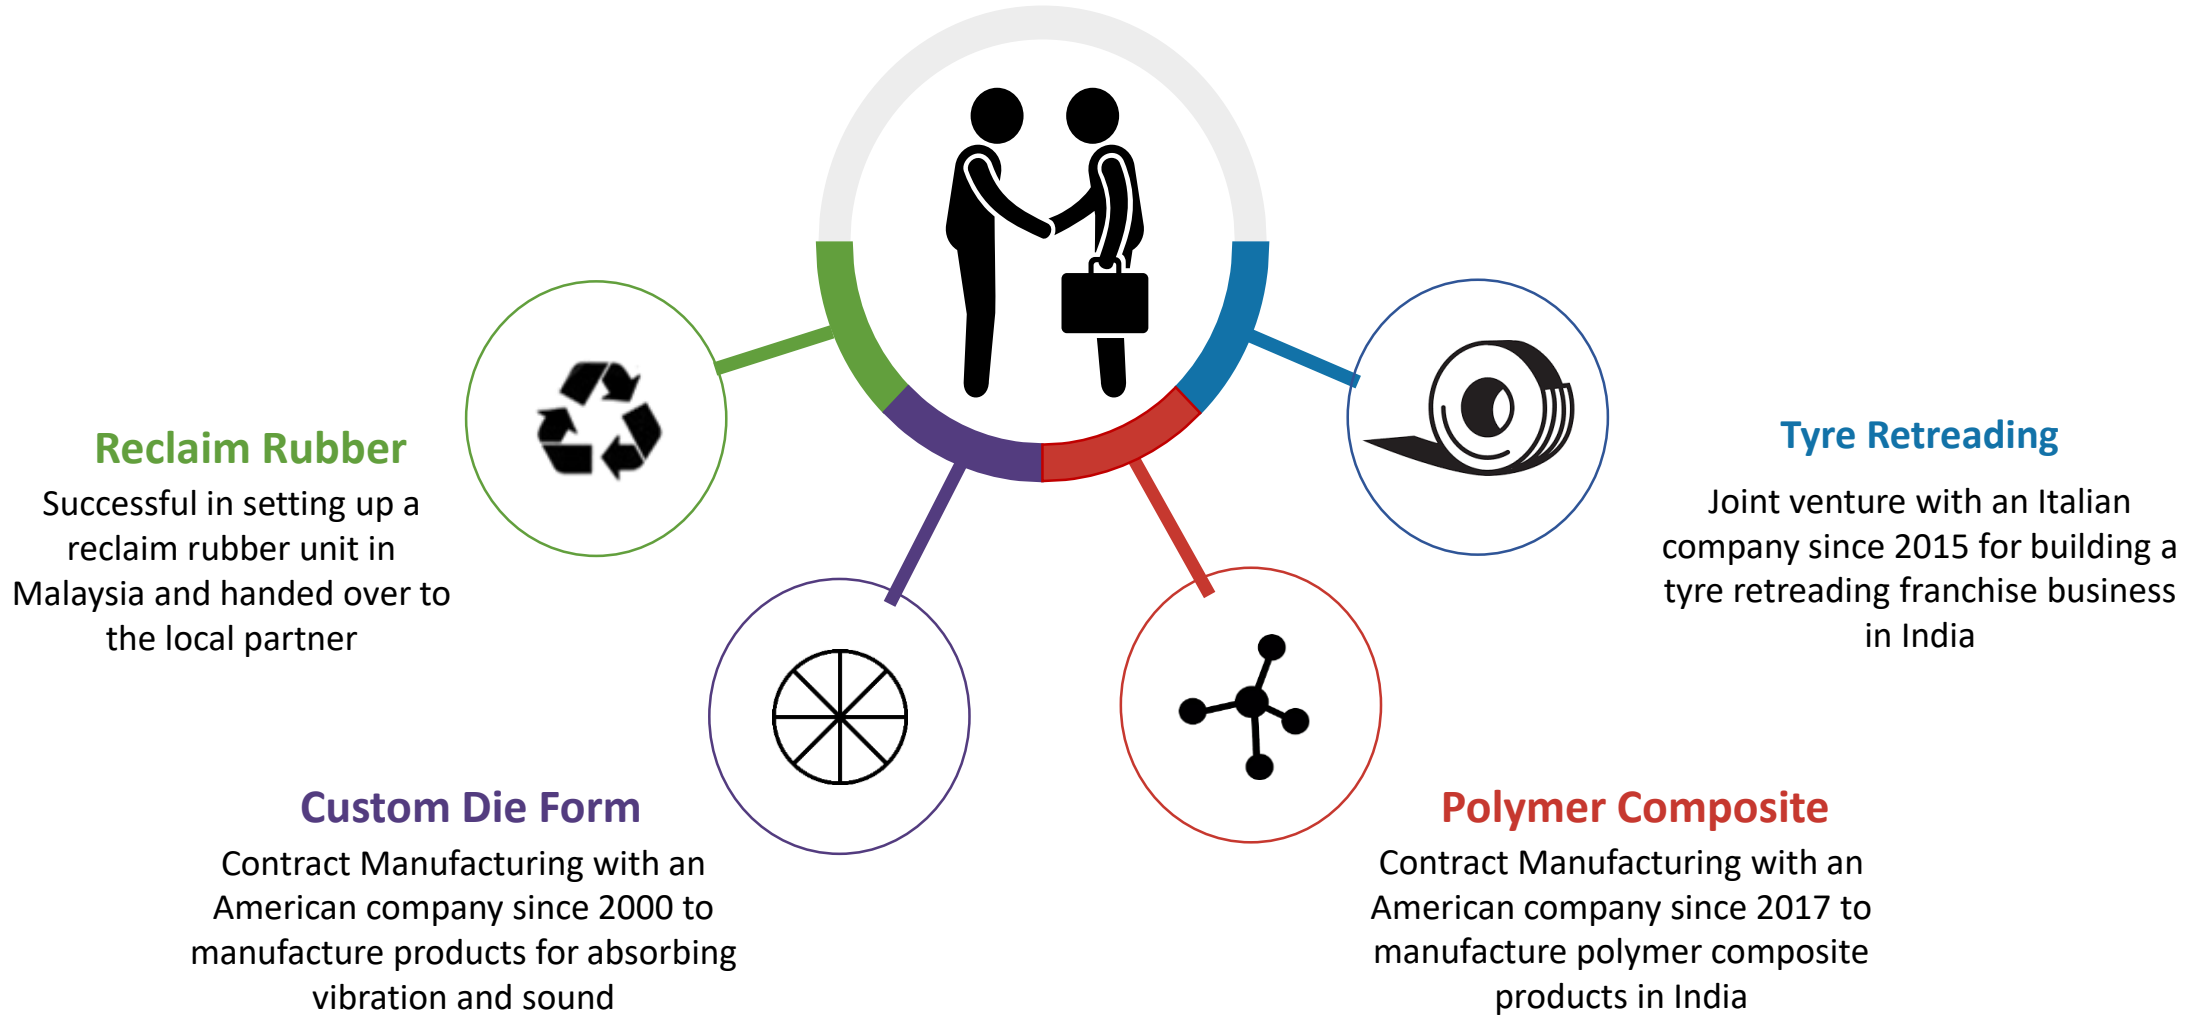 Reclaim Rubber
Successful in setting up a
reclaim rubber unit in
Malaysia and handed over to
the local partner
Custom Die Form
Contract Manufacturing with an
American company since 2000 to
manufacture products for absorbing
vibration and sound
Polymer Composite
Contract Manufacturing with an
American company since 2017 to
manufacture polymer composite
products in India
Tyre Retreading
Joint venture with an Italian
company since 2015 for building a
tyre retreading franchise business
in India